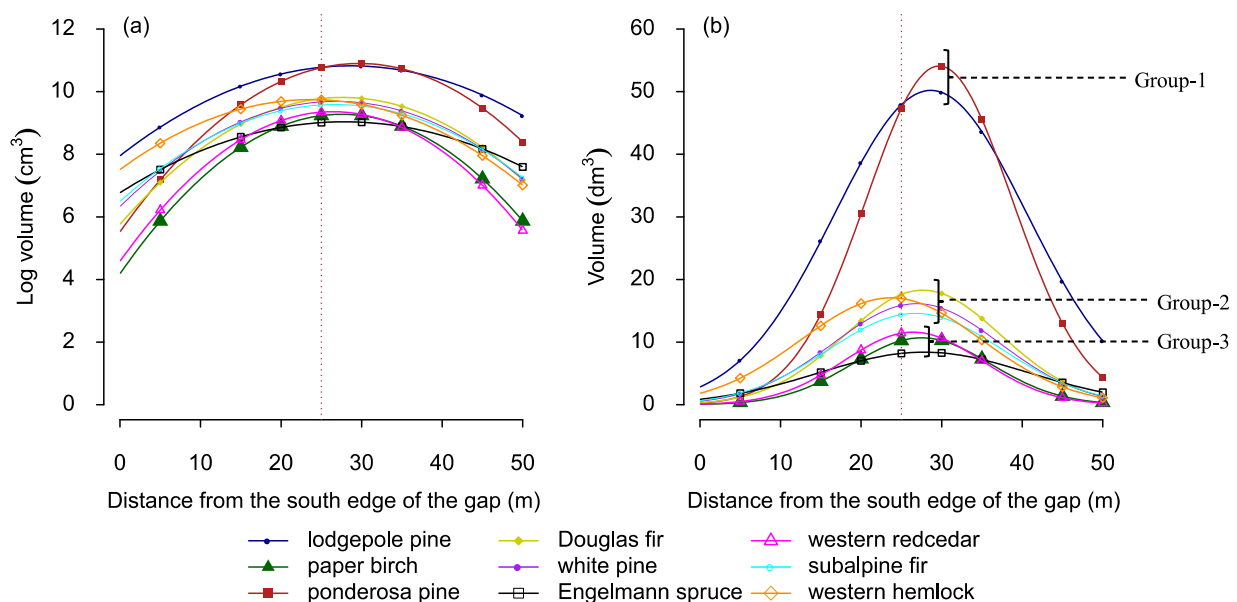 (a)
Log volume (cm³)
12
10
8
6
4
2
0
0 10 20 30 40 50
Distance from the south edge of the gap (m)
(b)
Volume (dm³)
60
50
40
30
20
10
0
0 10 20 30 40 50
Distance from the south edge of the gap (m)
Group-1
Group-2
Group-3
lodgepole pine Douglas fir western redcedar
paper birch white pine subalpine fir
ponderosa pine Engelmann spruce western hemlock